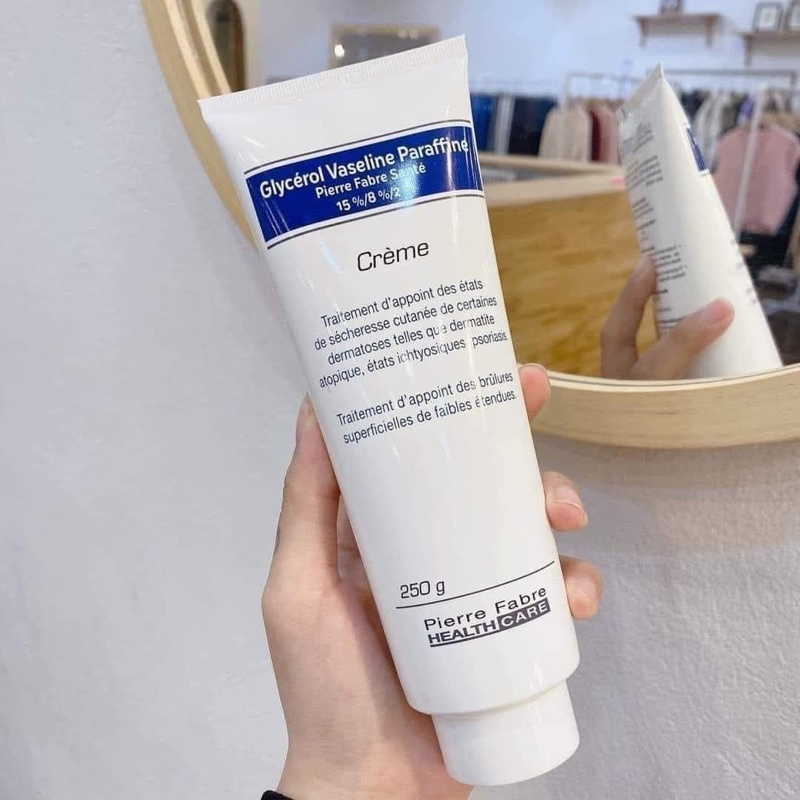 Glycérol Vaseline Paraffine
Pierre Fabre Santé
15 %/8 %/2
Crème
Traitement d'appoint des états
de sécheresse cutanée de certaines
dermatoses telles que dermatite
atopique, états ichtyosiques, psoriasis.
Traitement d'appoint des brûlures
superficielles de faibles étendues.
250 g
Pierre Fabre
HEALTH CARE